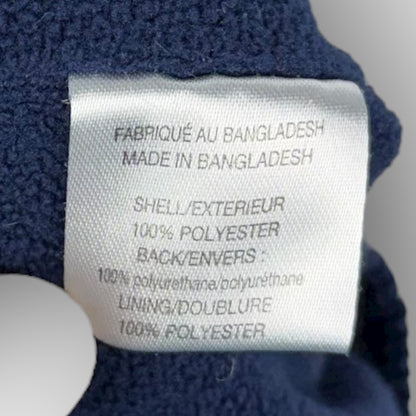 FABRIQUÉ AU BANGLADESH
MADE IN BANGLADESH
SHELL/EXTERIEUR
100% POLYESTER
BACK/ENVERS :
100% polyurethane/polyuréthane
LINING/DOUBLURE
100% POLYESTER